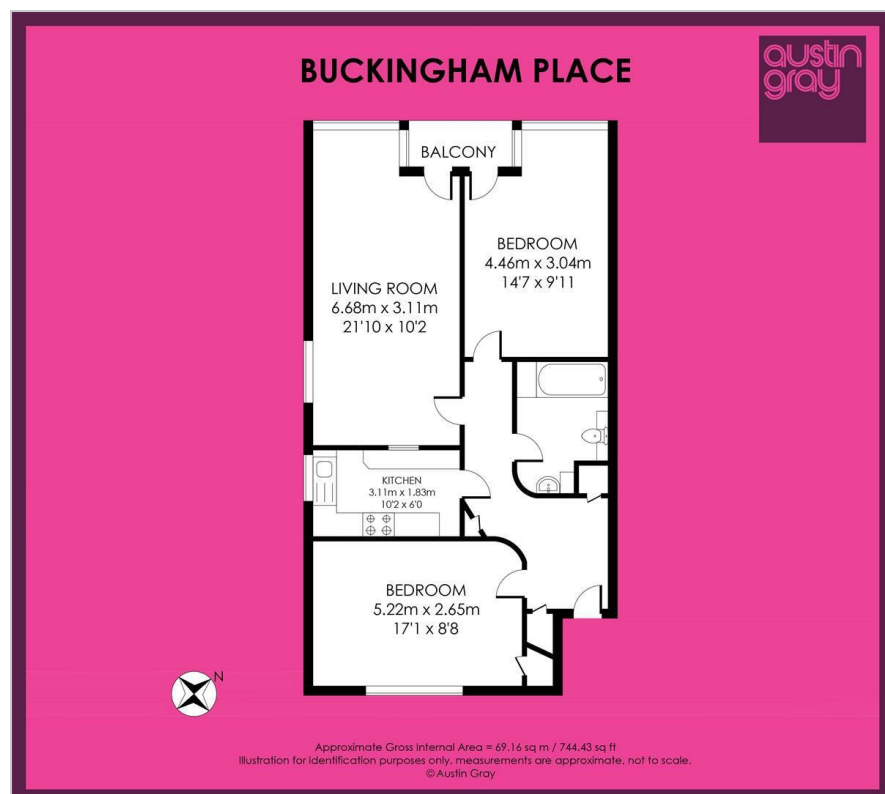 austin
gray
BUCKINGHAM PLACE
BALCONY
BEDROOM
4.46m x 3.04m
14'7 x 9'11
LIVING ROOM
6.68m x 3.11m
21'10 x 10'2
KITCHEN
3.11m x 1.83m
10'2 x 6'0
BEDROOM
5.22m x 2.65m
17'1 x 8'8
N
Approximate Gross Internal Area = 69.16 sq m / 744.43 sq ft
Illustration for identification purposes only, measurements are approximate, not to scale.
© Austin Gray